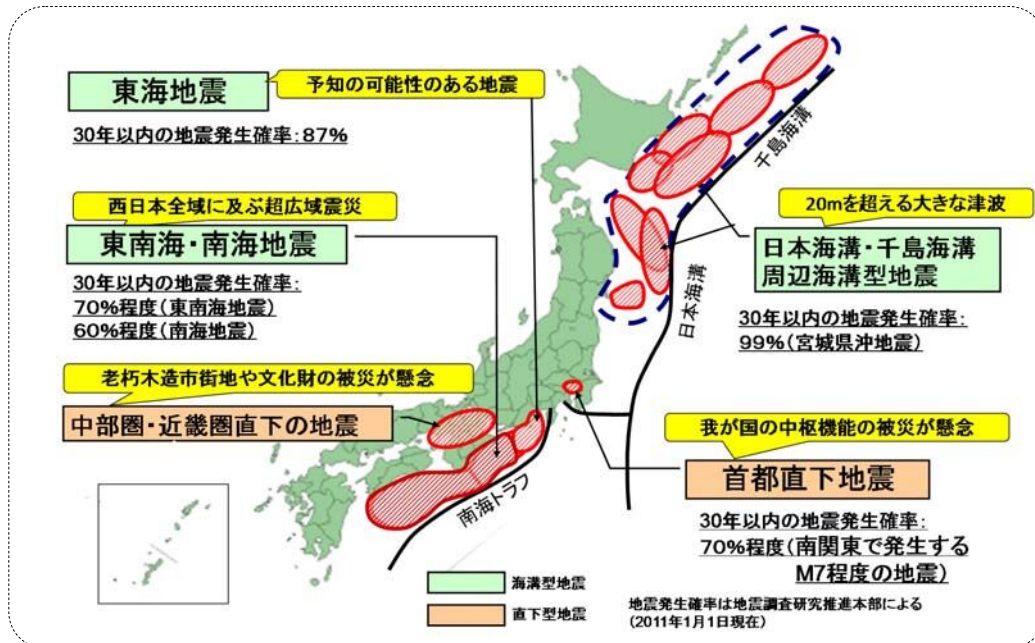 東海地震
予知の可能性のある地震
30年以内の地震発生確率：87%
西日本全域に及ぶ超広域震災
東南海・南海地震
30年以内の地震発生確率：
70%程度（東南海地震）
60%程度（南海地震）
老朽木造市街地や文化財の被災が懸念
中部圏・近畿圏直下の地震
千島海溝
20mを超える大きな津波
日本海溝・千島海溝
周辺海溝型地震
30年以内の地震発生確率：
99%（宮城県沖地震）
日本海溝
我が国の中枢機能の被災が懸念
首都直下地震
30年以内の地震発生確率：
70%程度（南関東で発生する
M7程度の地震）
南海トラフ
海溝型地震
直下型地震
地震発生確率は地震調査研究推進本部による
（2011年1月1日現在）